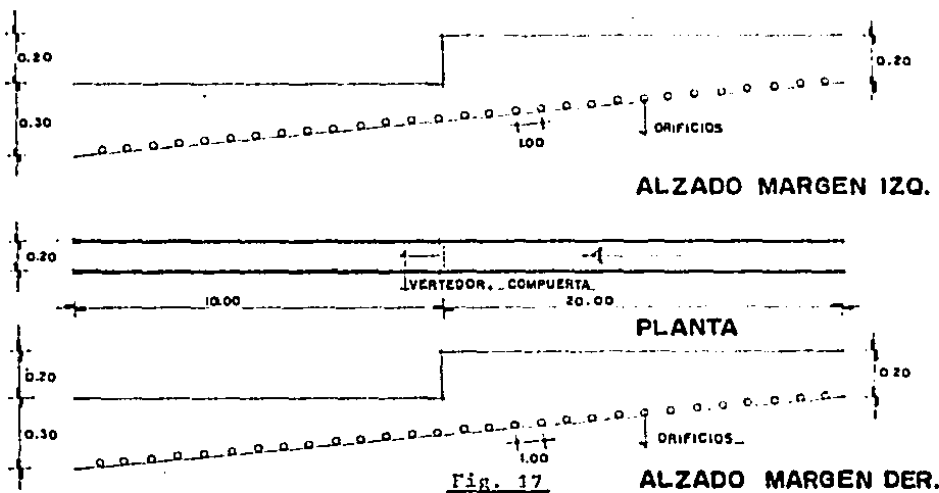 0.20
0.20
0.30
1.00
ORIFICIOS
ALZADO MARGEN IZQ.
0.20
VERTEDOR. COMPUERTA
10.00
20.00
PLANTA
0.20
0.20
0.30
1.00
ORIFICIOS
Fig. 17
ALZADO MARGEN DER.